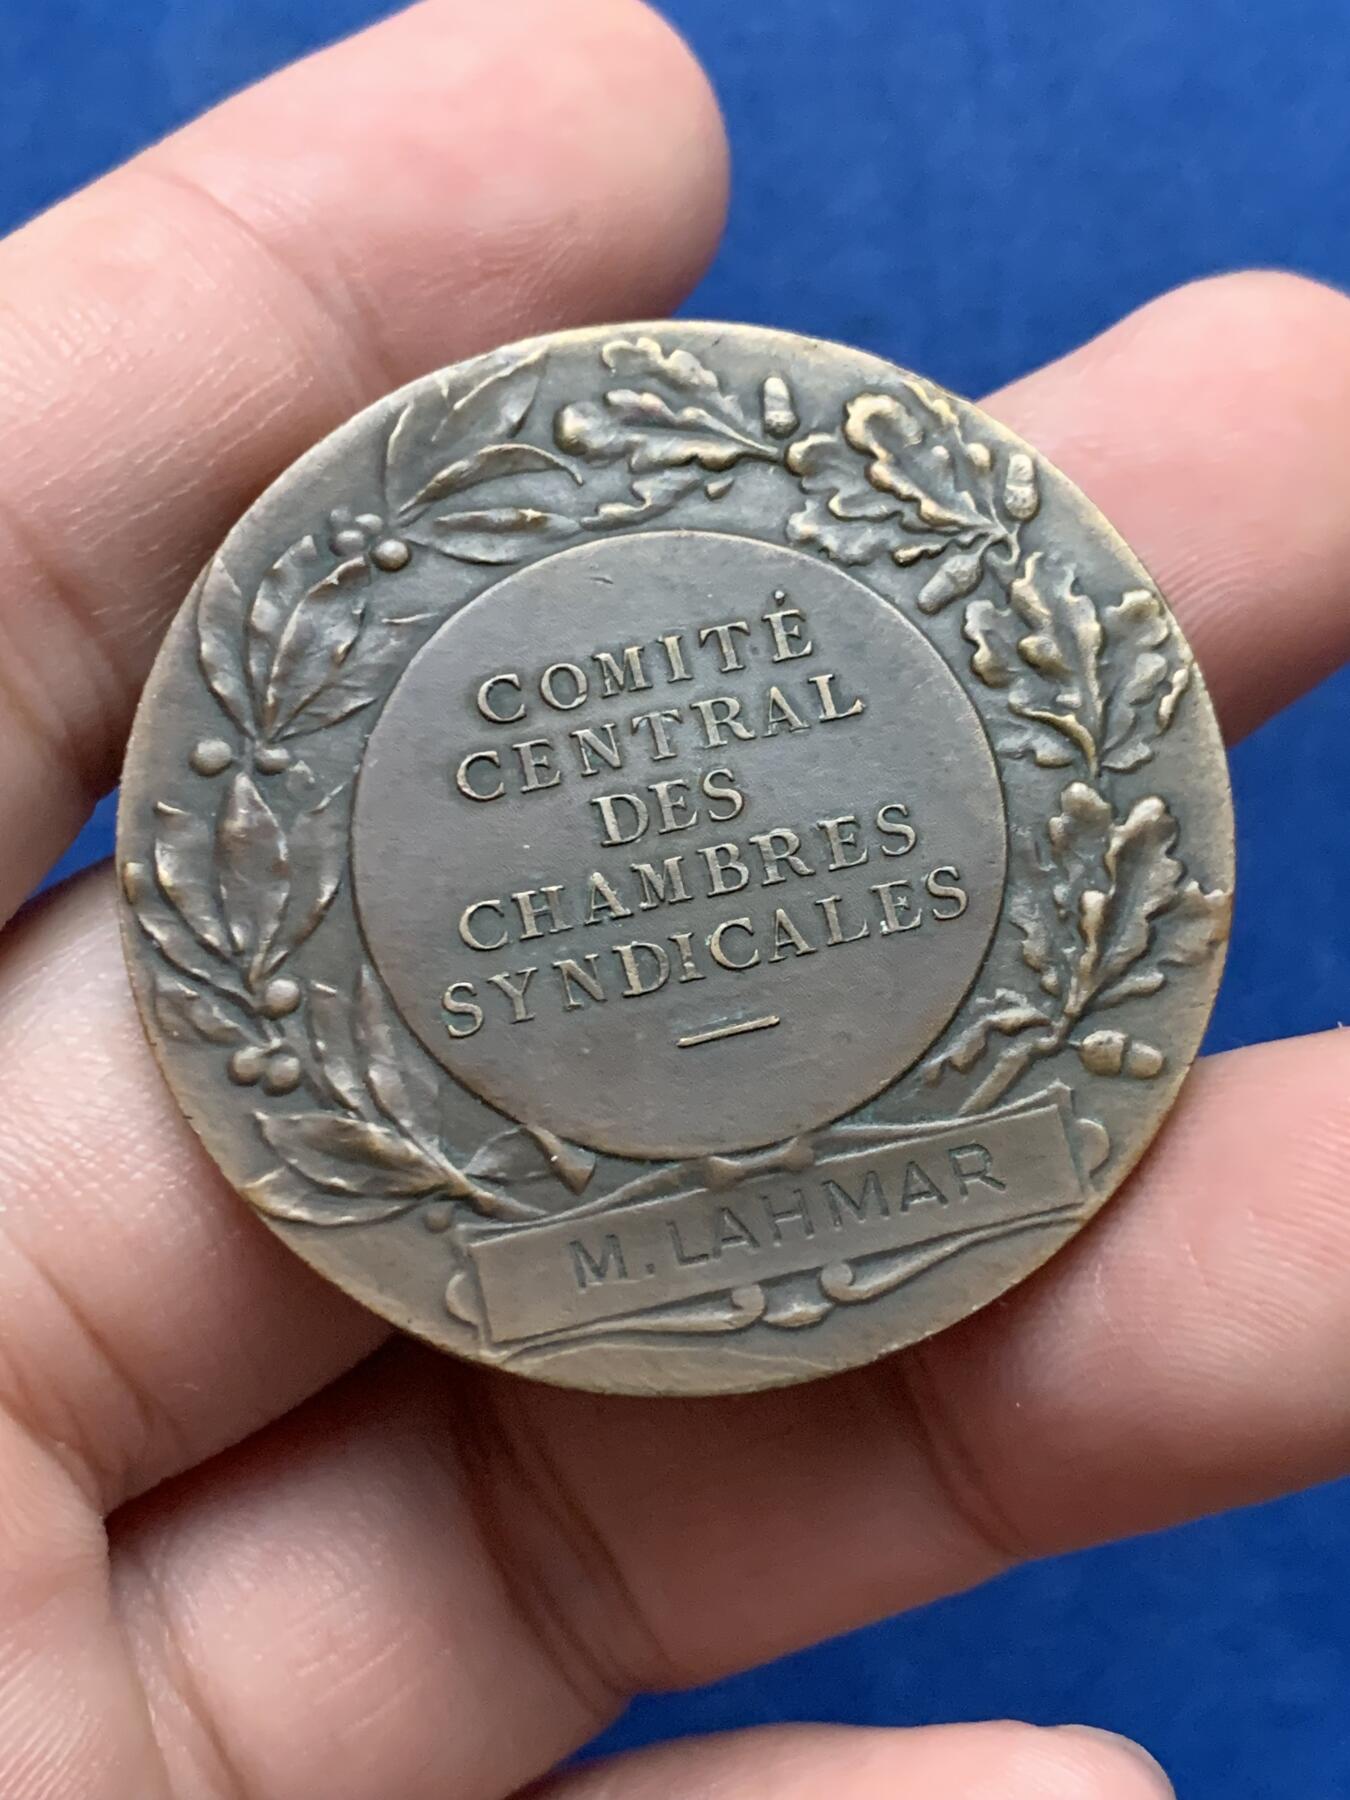 COMITÉ
CENTRAL
DES
CHAMBRES
SYNDICALES
M. LAHMAR